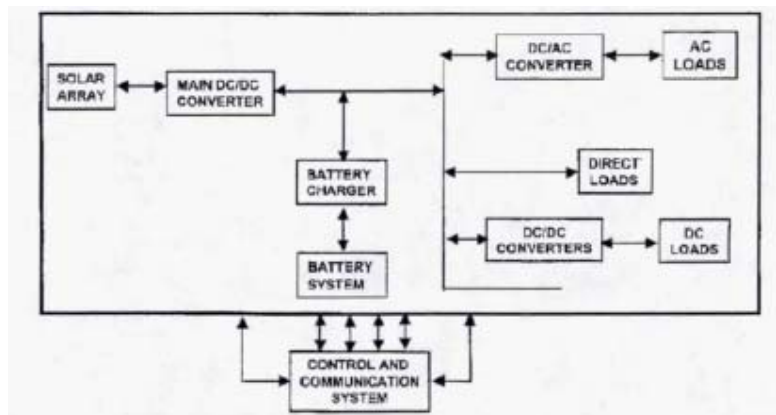 SOLAR
ARRAY
MAIN DC/DC
CONVERTER
DC/AC
CONVERTER
AC
LOADS
BATTERY
CHARGER
DIRECT
LOADS
DC/DC
CONVERTERS
DC
LOADS
BATTERY
SYSTEM
CONTROL AND
COMMUNICATION
SYSTEM